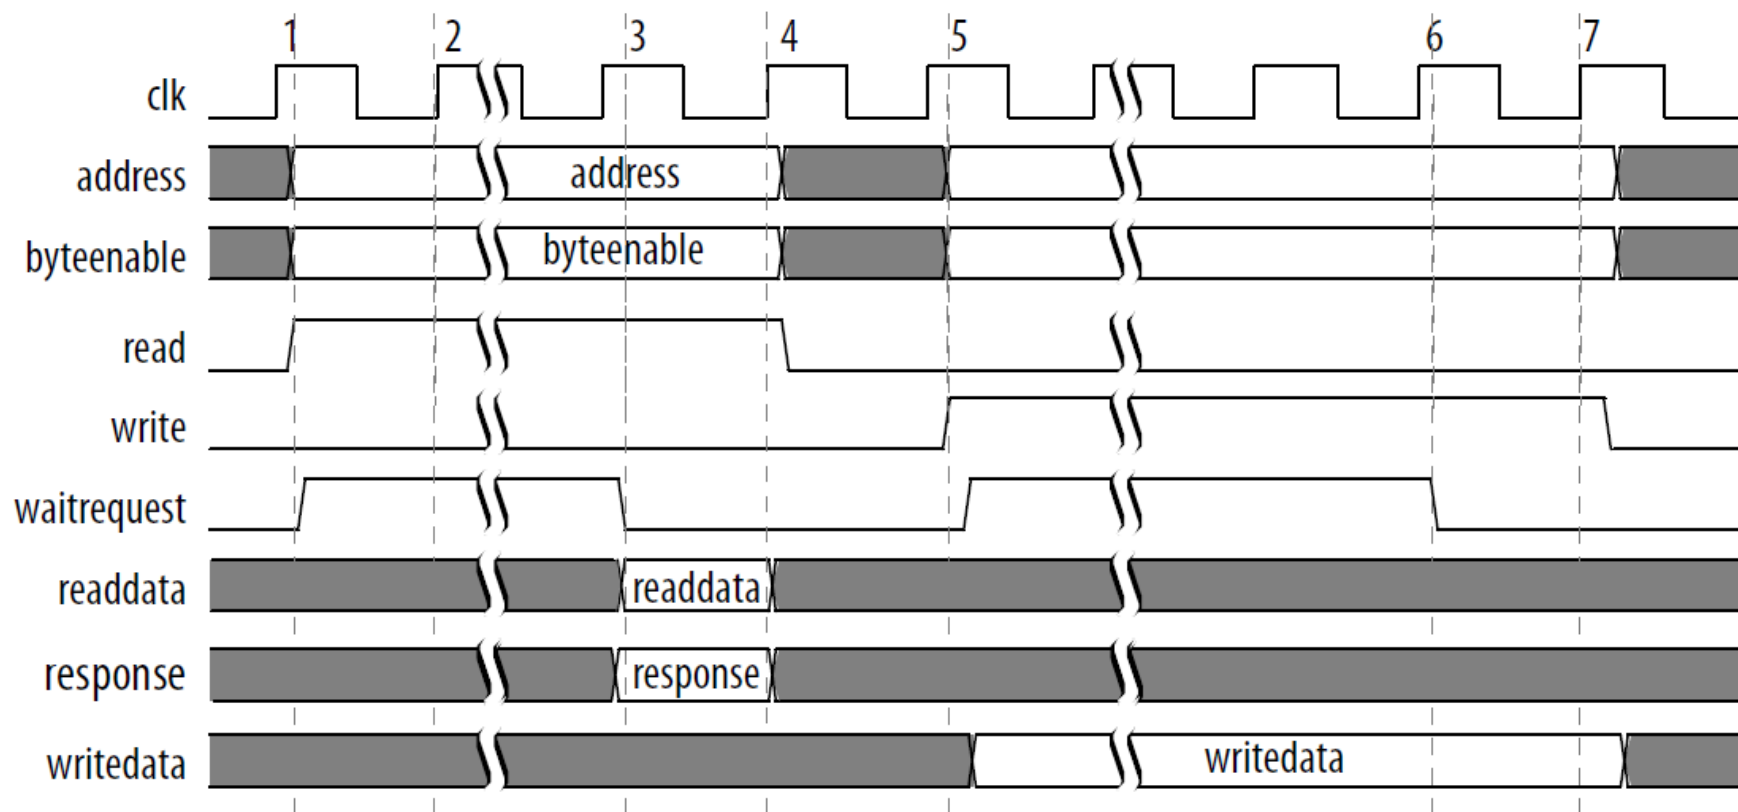 1 2 3 4 5 6 7
clk
address address
byteenable byteenable
read
write
waitrequest
readdata readdata
response response
writedata writedata